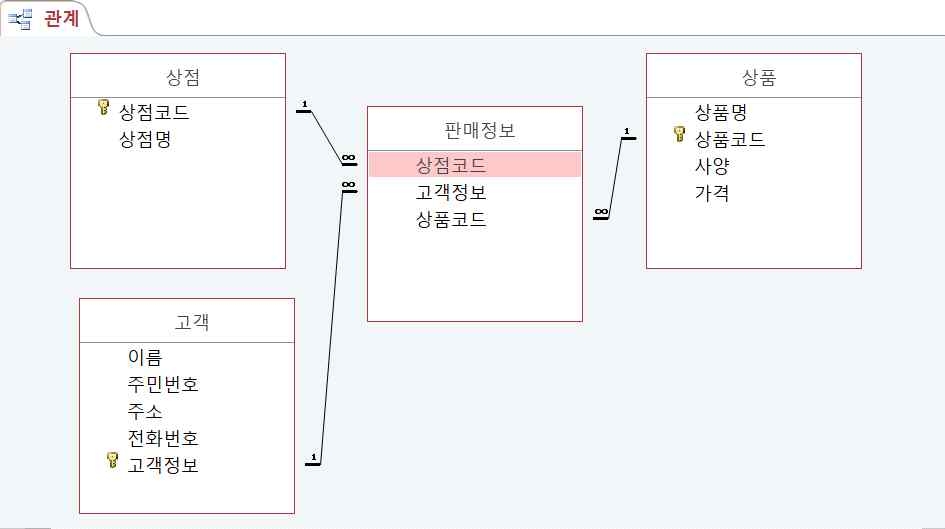 관계
상점
상점코드
상점명
1
∞
판매정보
상점코드
고객정보
상품코드
∞
1
∞
상품
상품명
상품코드
사양
가격
고객
이름
주민번호
주소
전화번호
고객정보
1